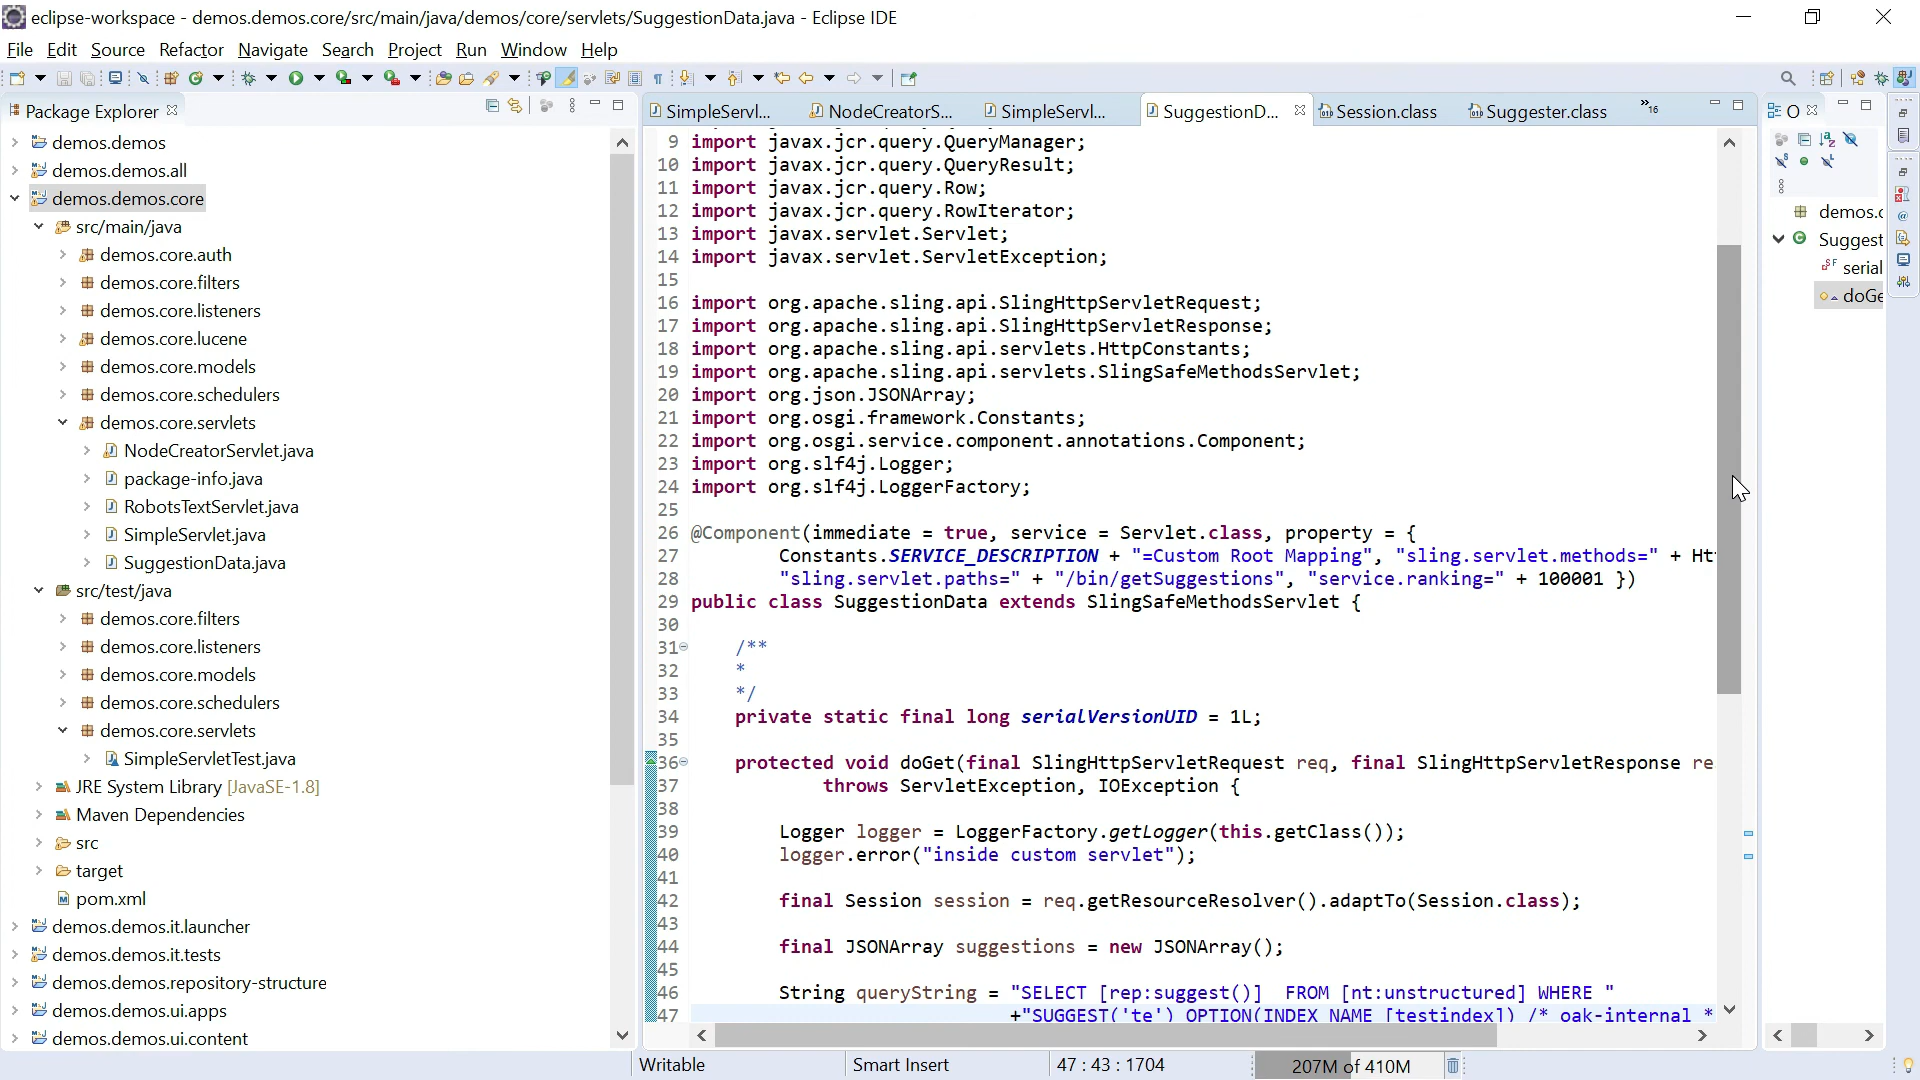 eclipse-workspace - demos.demos.core/src/main/java/demos/core/servlets/SuggestionData.java - Eclipse IDE
File Edit Source Refactor Navigate Search Project Run Window Help
Package Explorer
demos.demos
demos.demos.all
demos.demos.core
src/main/java
demos.core.auth
demos.core.filters
demos.core.listeners
demos.core.lucene
demos.core.models
demos.core.schedulers
demos.core.servlets
NodeCreatorServlet.java
package-info.java
RobotsTextServlet.java
SimpleServlet.java
SuggestionData.java
src/test/java
demos.core.filters
demos.core.listeners
demos.core.models
demos.core.schedulers
demos.core.servlets
SimpleServletTest.java
JRE System Library [JavaSE-1.8]
Maven Dependencies
src
target
pom.xml
demos.demos.it.launcher
demos.demos.it.tests
demos.demos.repository-structure
demos.demos.ui.apps
demos.demos.ui.content
SimpleServl... NodeCreatorS... SimpleServl... SuggestionD... Session.class Suggester.class »16
9 import javax.jcr.query.QueryManager;
10 import javax.jcr.query.QueryResult;
11 import javax.jcr.query.Row;
12 import javax.jcr.query.RowIterator;
13 import javax.servlet.Servlet;
14 import javax.servlet.ServletException;
15
16 import org.apache.sling.api.SlingHttpServletRequest;
17 import org.apache.sling.api.SlingHttpServletResponse;
18 import org.apache.sling.api.servlets.HttpConstants;
19 import org.apache.sling.api.servlets.SlingSafeMethodsServlet;
20 import org.json.JSONArray;
21 import org.osgi.framework.Constants;
22 import org.osgi.service.component.annotations.Component;
23 import org.slf4j.Logger;
24 import org.slf4j.LoggerFactory;
25
26 @Component(immediate = true, service = Servlet.class, property = {
27 Constants.SERVICE_DESCRIPTION + "=Custom Root Mapping", "sling.servlet.methods=" + Ht
28 "sling.servlet.paths=" + "/bin/getSuggestions", "service.ranking=" + 100001 })
29 public class SuggestionData extends SlingSafeMethodsServlet {
30
31 /**
32 *
33 */
34 private static final long serialVersionUID = 1L;
35
36 protected void doGet(final SlingHttpServletRequest req, final SlingHttpServletResponse re
37 throws ServletException, IOException {
38
39 Logger logger = LoggerFactory.getLogger(this.getClass());
40 logger.error("inside custom servlet");
41
42 final Session session = req.getResourceResolver().adaptTo(Session.class);
43
44 final JSONArray suggestions = new JSONArray();
45
46 String queryString = "SELECT [rep:suggest()] FROM [nt:unstructured] WHERE "
47 +"SUGGEST('te') OPTION(INDEX NAME [testindex]) /* oak-internal *
O
demos.c
Suggest
serial
doGe
Writable Smart Insert 47 : 43 : 1704 207M of 410M